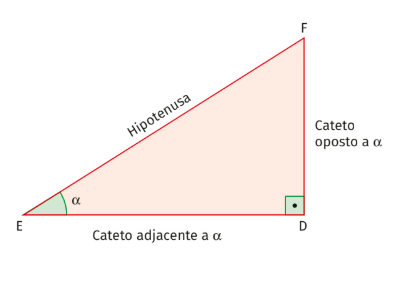 F
Hipotenusa
Cateto
oposto a α
α
E
D
Cateto adjacente a α